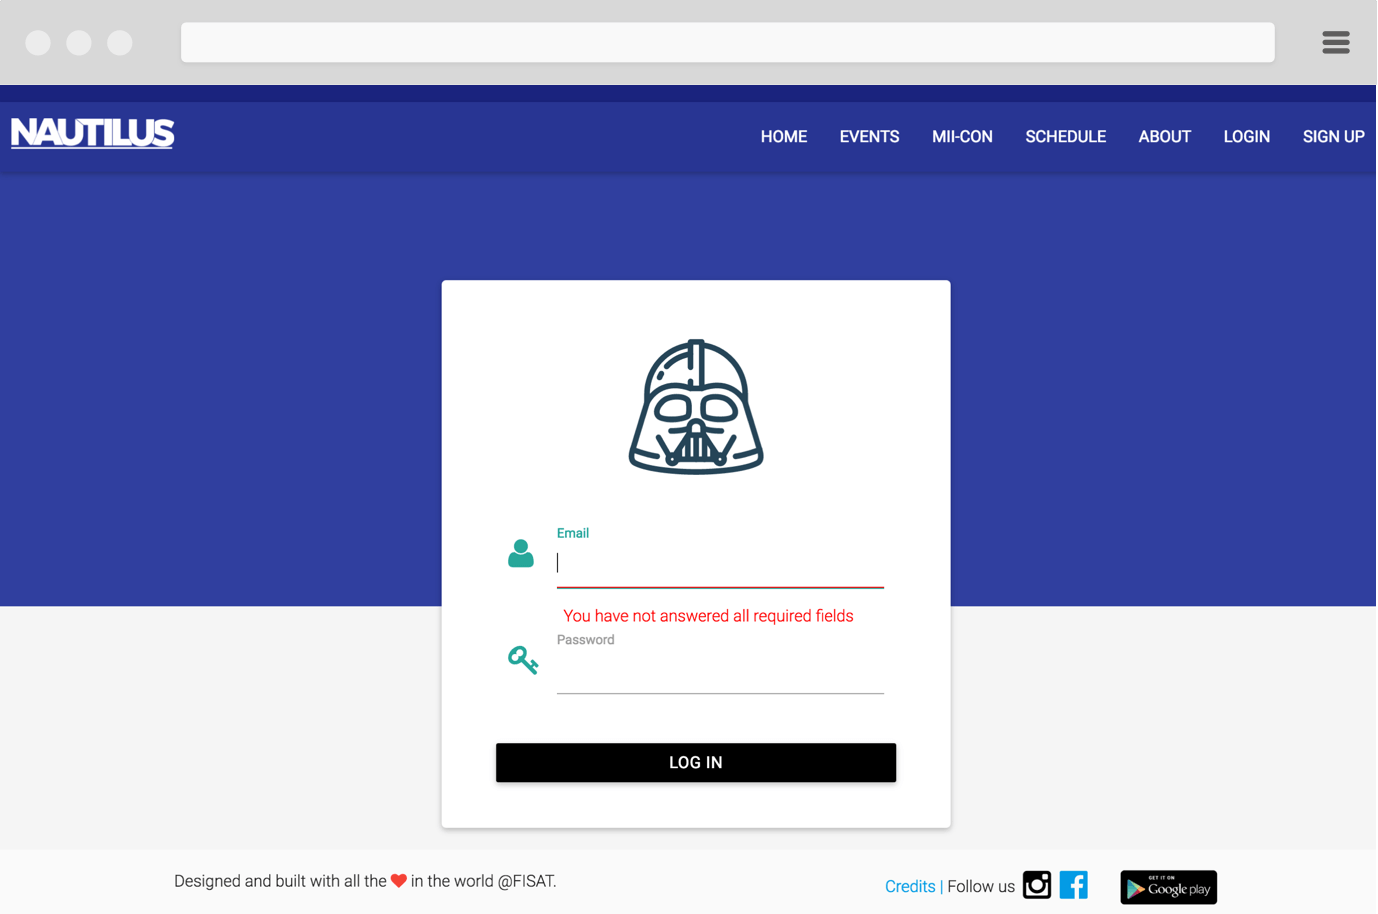 NAUTILUS
HOME EVENTS MII-CON SCHEDULE ABOUT LOGIN SIGN UP
Email
You have not answered all required fields
Password
LOG IN
Designed and built with all the ❤ in the world @FISAT.
Credits | Follow us
GET IT ON
Google play